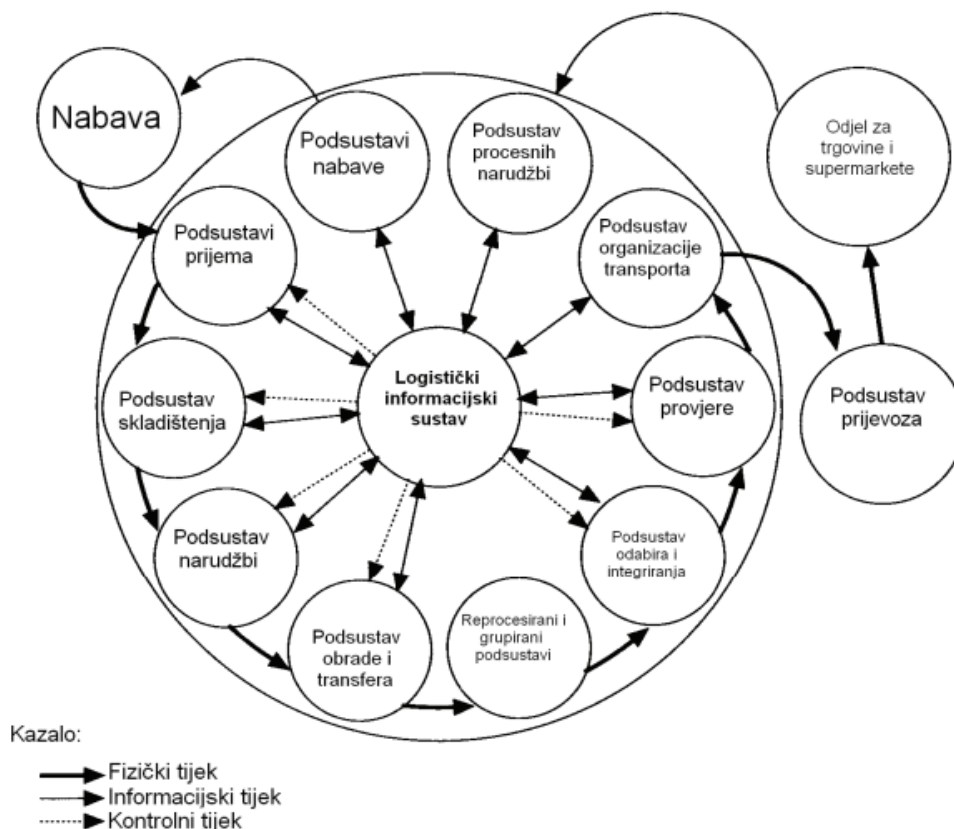 Nabava
Podsustavi
nabave
Podsustav
procesnih
narudžbi
Odjel za
trgovine i
supermarkete
Podsustavi
prijema
Podsustav
organizacije
transporta
Logistički
informacijski
sustav
Podsustav
skladištenja
Podsustav
provjere
Podsustav
prijevoza
Podsustav
narudžbi
Podsustav
odabira i
integriranja
Podsustav
obrade i
transfera
Reprocesirani i
grupirani
podsustavi
Kazalo:
Fizički tijek
Informacijski tijek
Kontrolni tijek